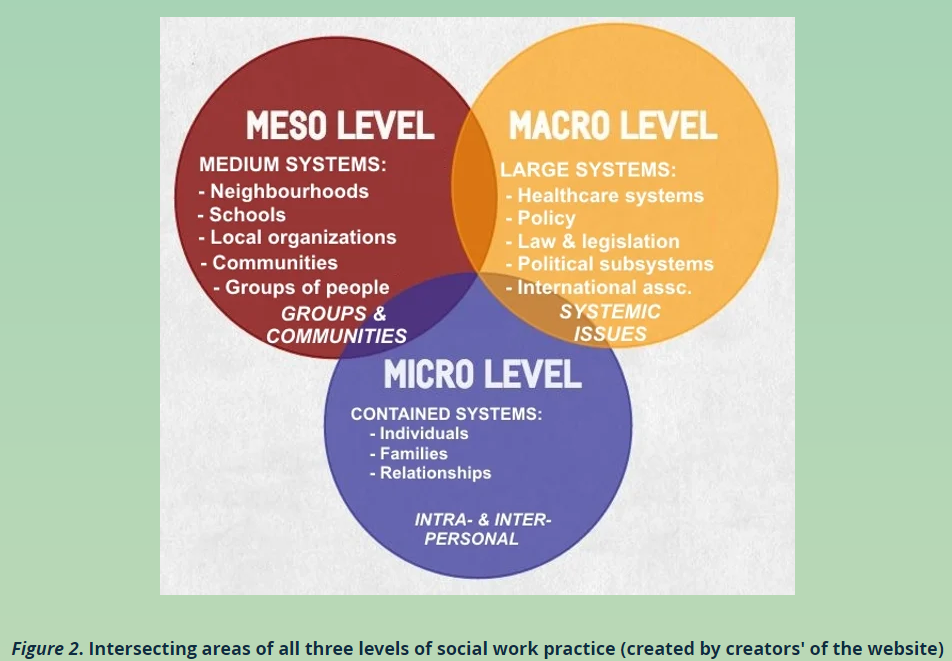 MESO LEVEL
MEDIUM SYSTEMS:
- Neighbourhoods
- Schools
- Local organizations
- Communities
- Groups of people
GROUPS &
COMMUNITIES
MACRO LEVEL
LARGE SYSTEMS:
- Healthcare systems
- Policy
- Law & legislation
- Political subsystems
- International assc.
SYSTEMIC
ISSUES
MICRO LEVEL
CONTAINED SYSTEMS:
- Individuals
- Families
- Relationships
INTRA- & INTER-
PERSONAL
Figure 2. Intersecting areas of all three levels of social work practice (created by creators' of the website)